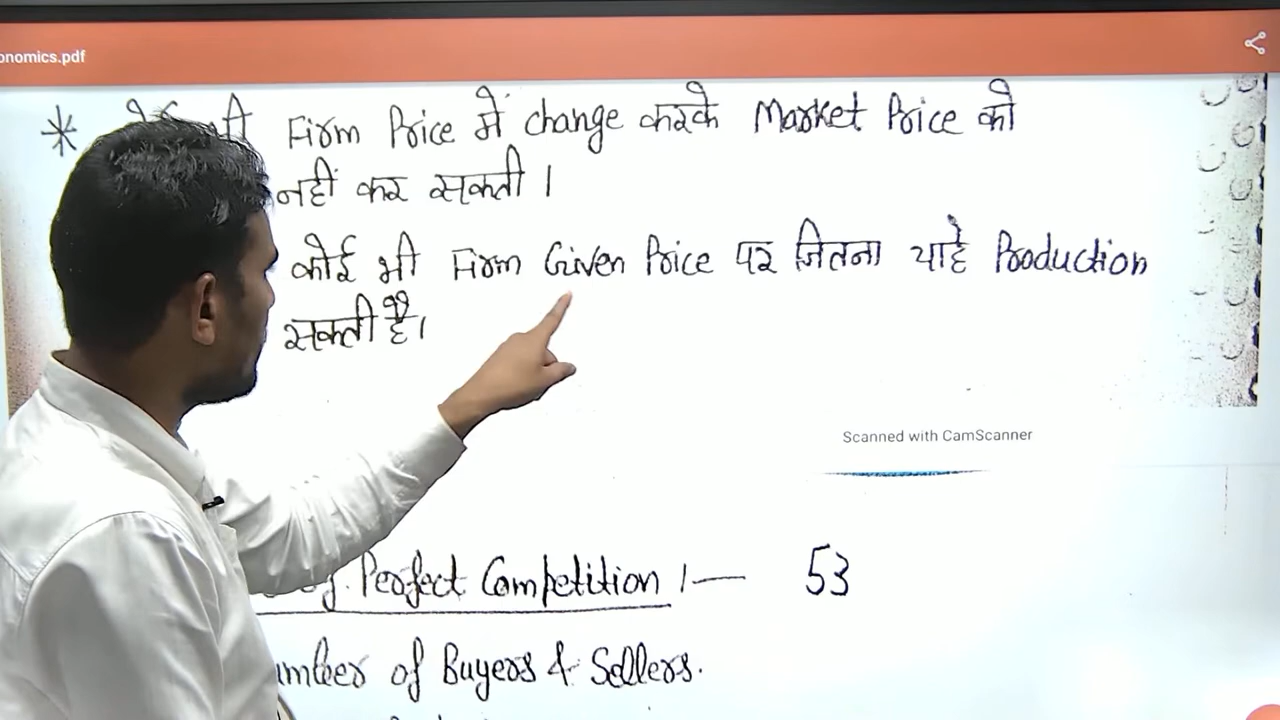 onomics.pdf
* Firm Price में change करके Market Price को
नहीं कर सकती ।
कोई भी Firm Given Price पर जितना चाहे Production
सकती है।
Scanned with CamScanner
Perfect Competition :— 53
of Buyers & Sellers.